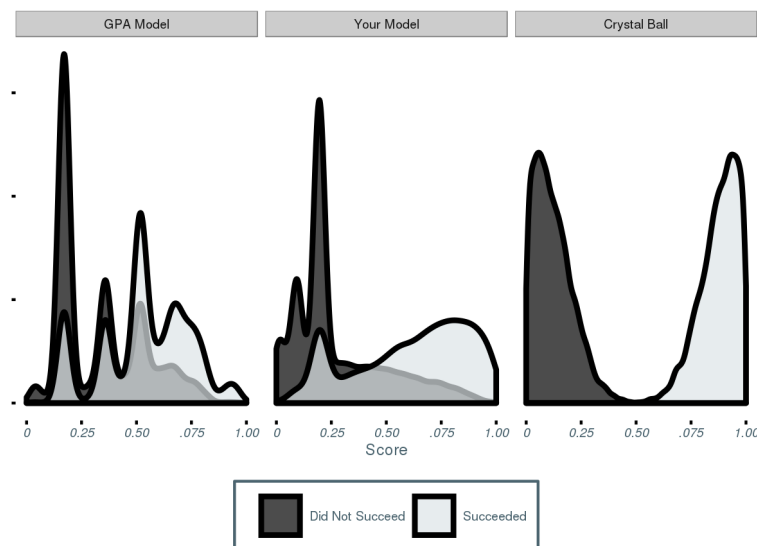 GPA Model Your Model Crystal Ball
0 0.25 0.50 .075 1.00 0 0.25 0.50 .075 1.00 0 0.25 0.50 .075 1.00
Score
Did Not Succeed Succeeded